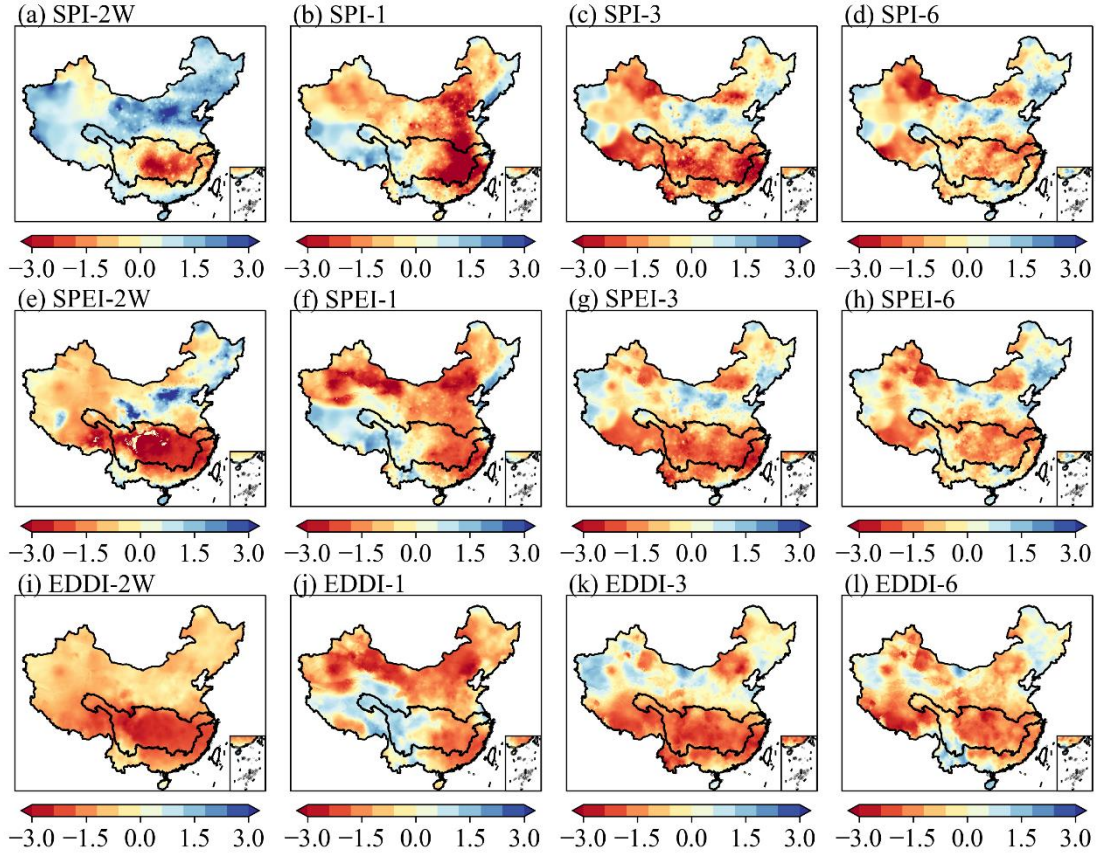 (a) SPI-2W (b) SPI-1 (c) SPI-3 (d) SPI-6
−3.0 −1.5 0.0 1.5 3.0 −3.0 −1.5 0.0 1.5 3.0 −3.0 −1.5 0.0 1.5 3.0 −3.0 −1.5 0.0 1.5 3.0
(e) SPEI-2W (f) SPEI-1 (g) SPEI-3 (h) SPEI-6
−3.0 −1.5 0.0 1.5 3.0 −3.0 −1.5 0.0 1.5 3.0 −3.0 −1.5 0.0 1.5 3.0 −3.0 −1.5 0.0 1.5 3.0
(i) EDDI-2W (j) EDDI-1 (k) EDDI-3 (l) EDDI-6
−3.0 −1.5 0.0 1.5 3.0 −3.0 −1.5 0.0 1.5 3.0 −3.0 −1.5 0.0 1.5 3.0 −3.0 −1.5 0.0 1.5 3.0